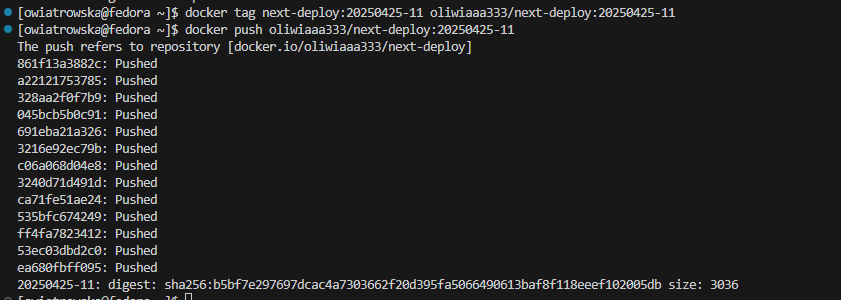 [owiatrowska@fedora ~]$ docker tag next-deploy:20250425-11 oliwiaaa333/next-deploy:20250425-11
[owiatrowska@fedora ~]$ docker push oliwiaaa333/next-deploy:20250425-11
The push refers to repository [docker.io/oliwiaaa333/next-deploy]
861f13a3882c: Pushed
a22121753785: Pushed
328aa2f0f7b9: Pushed
045bcb5b0c91: Pushed
691eba21a326: Pushed
3216e92ec79b: Pushed
c06a068d04e8: Pushed
3240d71d491d: Pushed
ca71fe51ae24: Pushed
535bfc674249: Pushed
ff4fa7823412: Pushed
53ec03dbd2c0: Pushed
ea680fbff095: Pushed
20250425-11: digest: sha256:b5bf7e297697dcac4a7303662f20d395fa5066490613baf8f118eeef102005db size: 3036
[owiatrowska@fedora ~]$